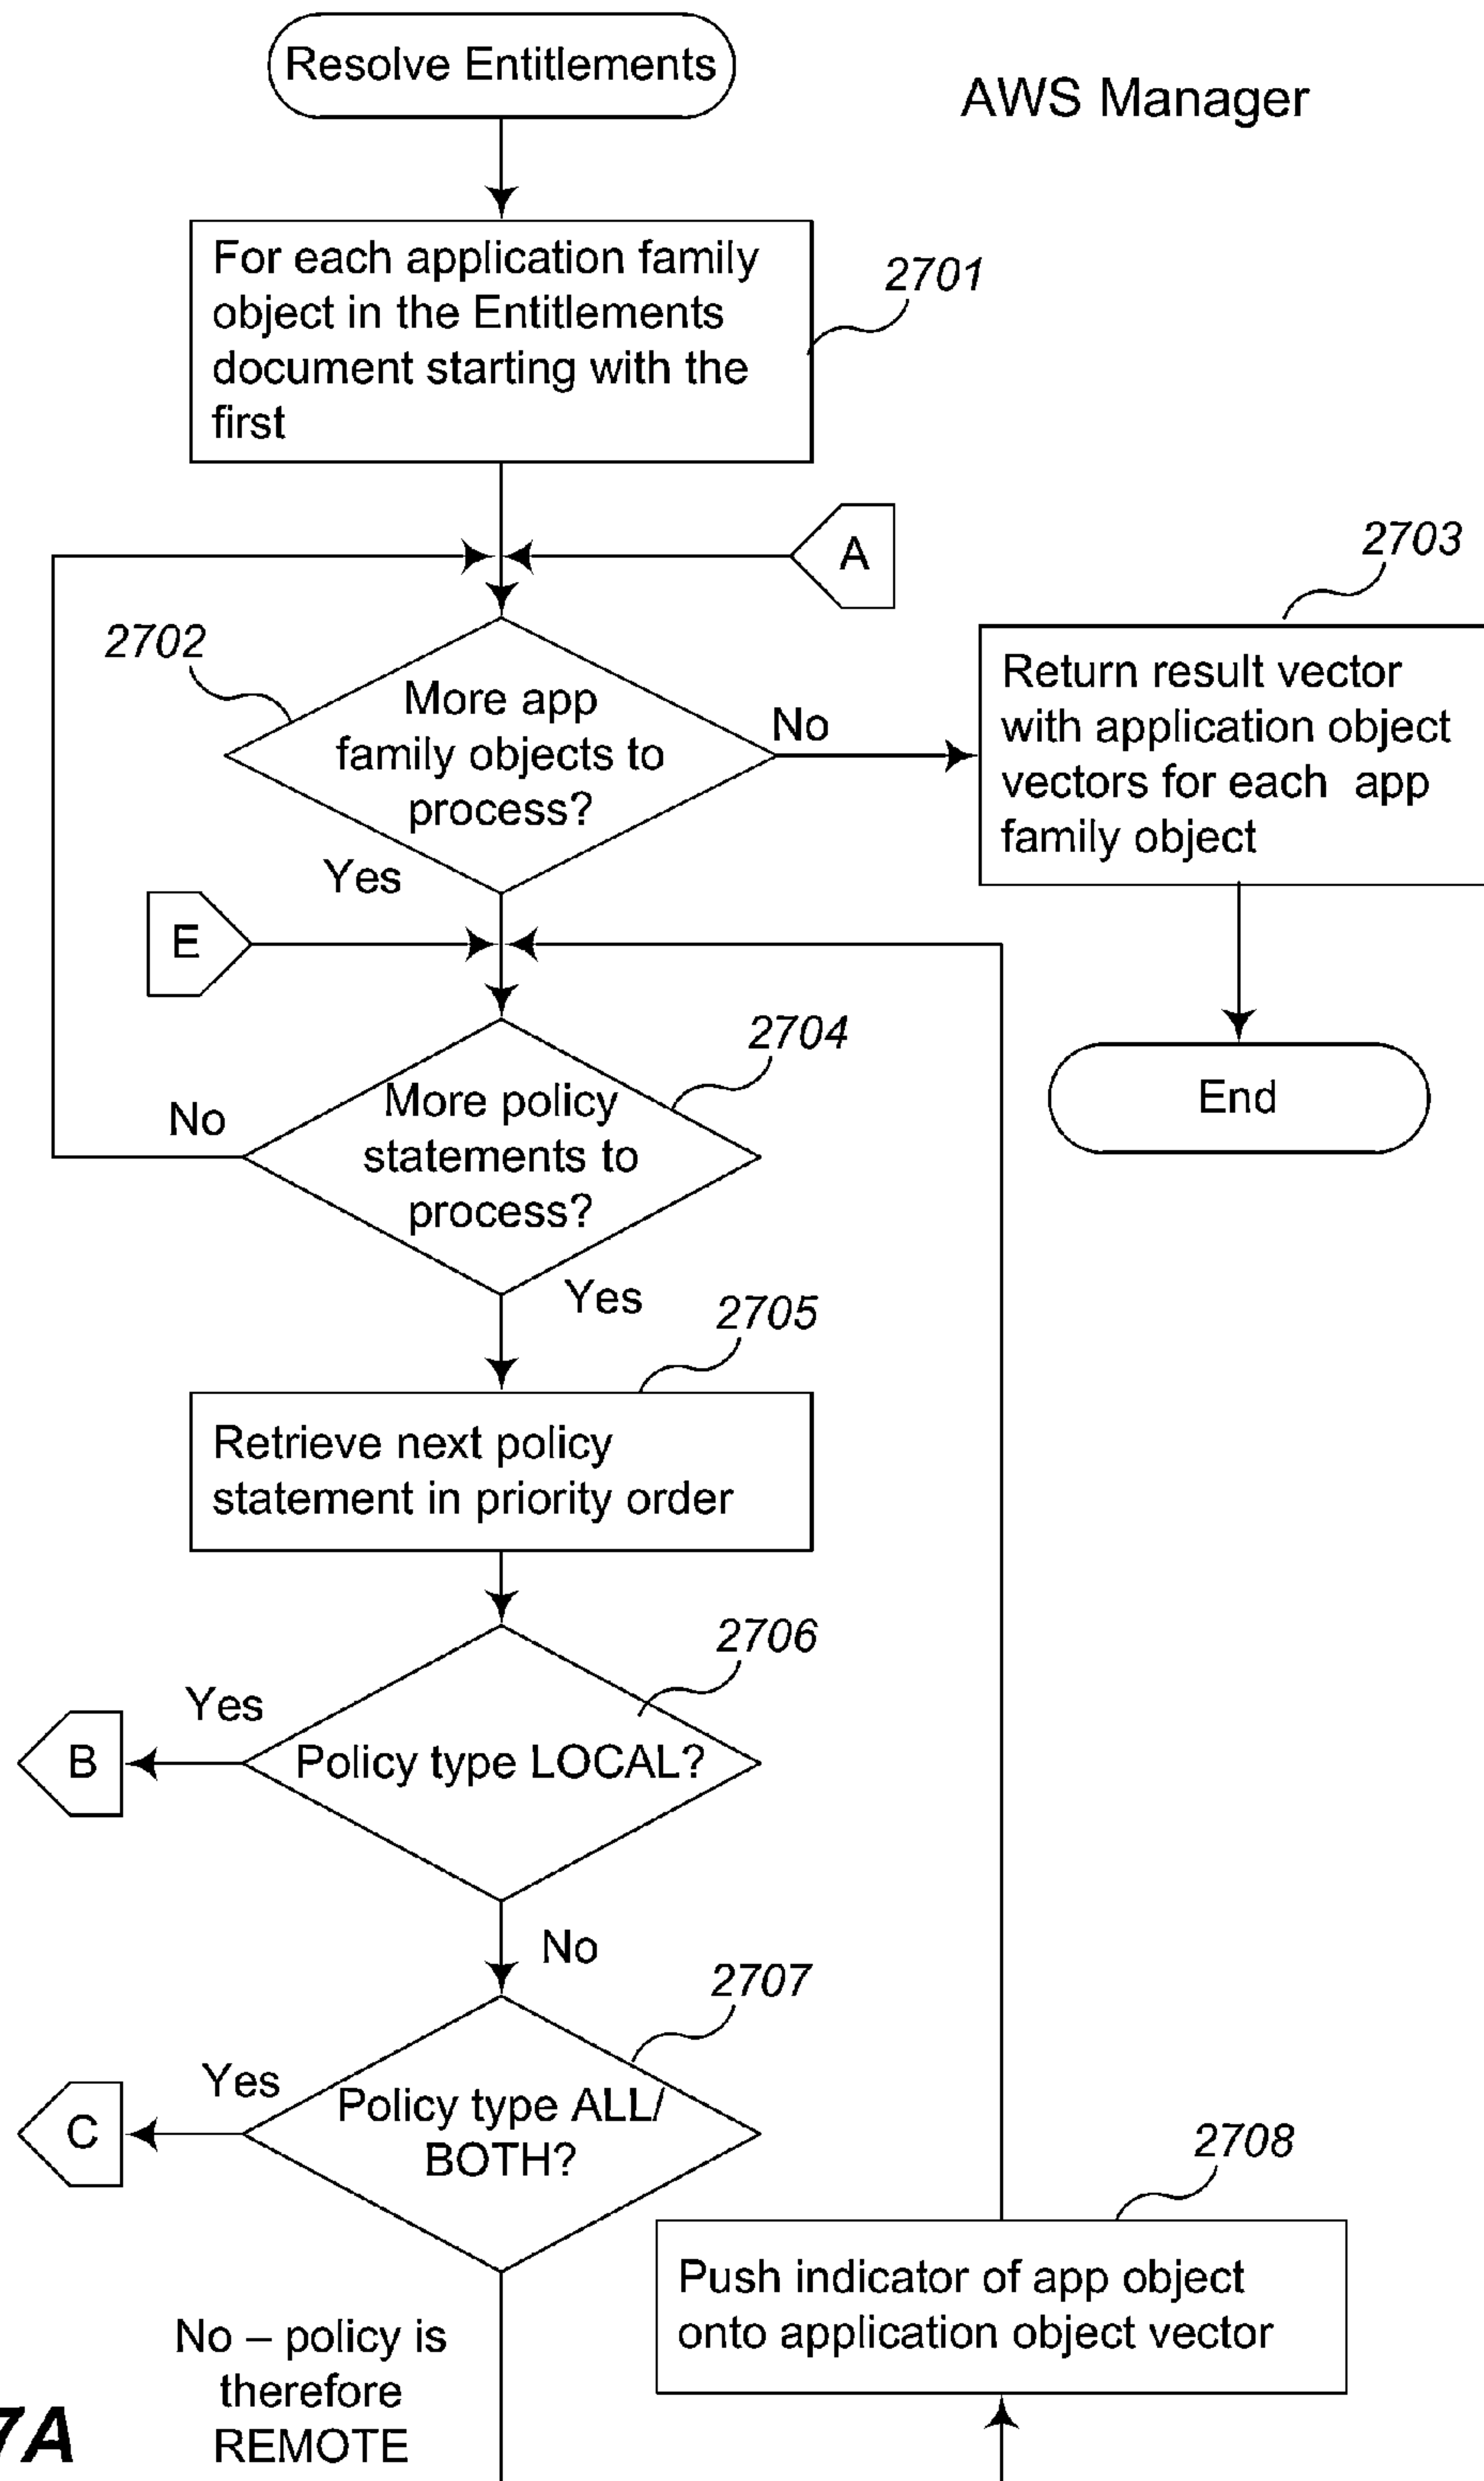 Resolve Entitlements
AWS Manager
For each application family
object in the Entitlements
document starting with the
first
2701
A
2703
2702
More app
family objects to
process?
No
Return result vector
with application object
vectors for each app
family object
Yes
E
2704
More policy
statements to
process?
No
End
Yes
2705
Retrieve next policy
statement in priority order
2706
Yes
B
Policy type LOCAL?
No
2707
Yes
C
Policy type ALL/
BOTH?
2708
Push indicator of app object
onto application object vector
No – policy is
therefore
REMOTE
7A